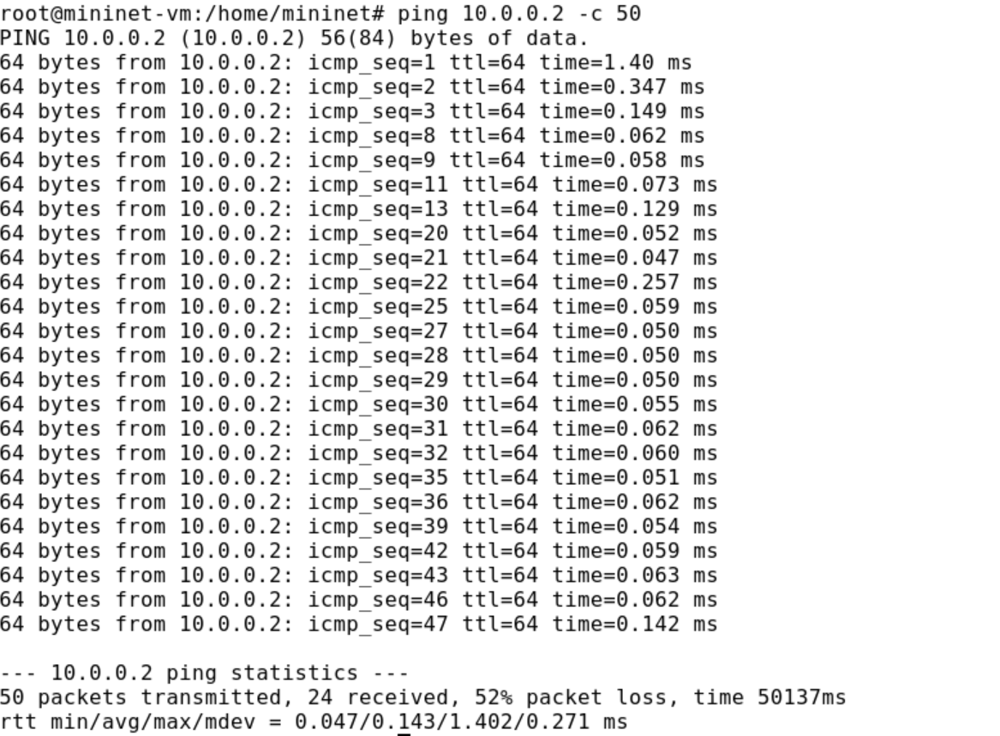 root@mininet-vm:/home/mininet# ping 10.0.0.2 -c 50
PING 10.0.0.2 (10.0.0.2) 56(84) bytes of data.
64 bytes from 10.0.0.2: icmp_seq=1 ttl=64 time=1.40 ms
64 bytes from 10.0.0.2: icmp_seq=2 ttl=64 time=0.347 ms
64 bytes from 10.0.0.2: icmp_seq=3 ttl=64 time=0.149 ms
64 bytes from 10.0.0.2: icmp_seq=8 ttl=64 time=0.062 ms
64 bytes from 10.0.0.2: icmp_seq=9 ttl=64 time=0.058 ms
64 bytes from 10.0.0.2: icmp_seq=11 ttl=64 time=0.073 ms
64 bytes from 10.0.0.2: icmp_seq=13 ttl=64 time=0.129 ms
64 bytes from 10.0.0.2: icmp_seq=20 ttl=64 time=0.052 ms
64 bytes from 10.0.0.2: icmp_seq=21 ttl=64 time=0.047 ms
64 bytes from 10.0.0.2: icmp_seq=22 ttl=64 time=0.257 ms
64 bytes from 10.0.0.2: icmp_seq=25 ttl=64 time=0.059 ms
64 bytes from 10.0.0.2: icmp_seq=27 ttl=64 time=0.050 ms
64 bytes from 10.0.0.2: icmp_seq=28 ttl=64 time=0.050 ms
64 bytes from 10.0.0.2: icmp_seq=29 ttl=64 time=0.050 ms
64 bytes from 10.0.0.2: icmp_seq=30 ttl=64 time=0.055 ms
64 bytes from 10.0.0.2: icmp_seq=31 ttl=64 time=0.062 ms
64 bytes from 10.0.0.2: icmp_seq=32 ttl=64 time=0.060 ms
64 bytes from 10.0.0.2: icmp_seq=35 ttl=64 time=0.051 ms
64 bytes from 10.0.0.2: icmp_seq=36 ttl=64 time=0.062 ms
64 bytes from 10.0.0.2: icmp_seq=39 ttl=64 time=0.054 ms
64 bytes from 10.0.0.2: icmp_seq=42 ttl=64 time=0.059 ms
64 bytes from 10.0.0.2: icmp_seq=43 ttl=64 time=0.063 ms
64 bytes from 10.0.0.2: icmp_seq=46 ttl=64 time=0.062 ms
64 bytes from 10.0.0.2: icmp_seq=47 ttl=64 time=0.142 ms

--- 10.0.0.2 ping statistics ---
50 packets transmitted, 24 received, 52% packet loss, time 50137ms
rtt min/avg/max/mdev = 0.047/0.143/1.402/0.271 ms